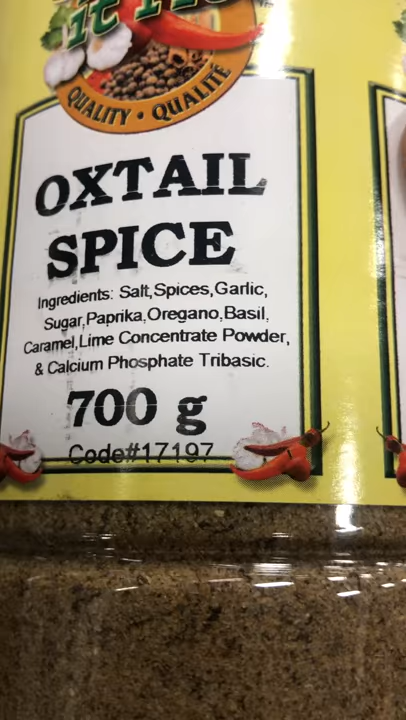 QUALITY • QUALITÉ
OXTAIL
SPICE
Ingredients: Salt,Spices,Garlic,
Sugar,Paprika,Oregano,Basil,
Caramel,Lime Concentrate Powder,
& Calcium Phosphate Tribasic.
700 g
Code#17197